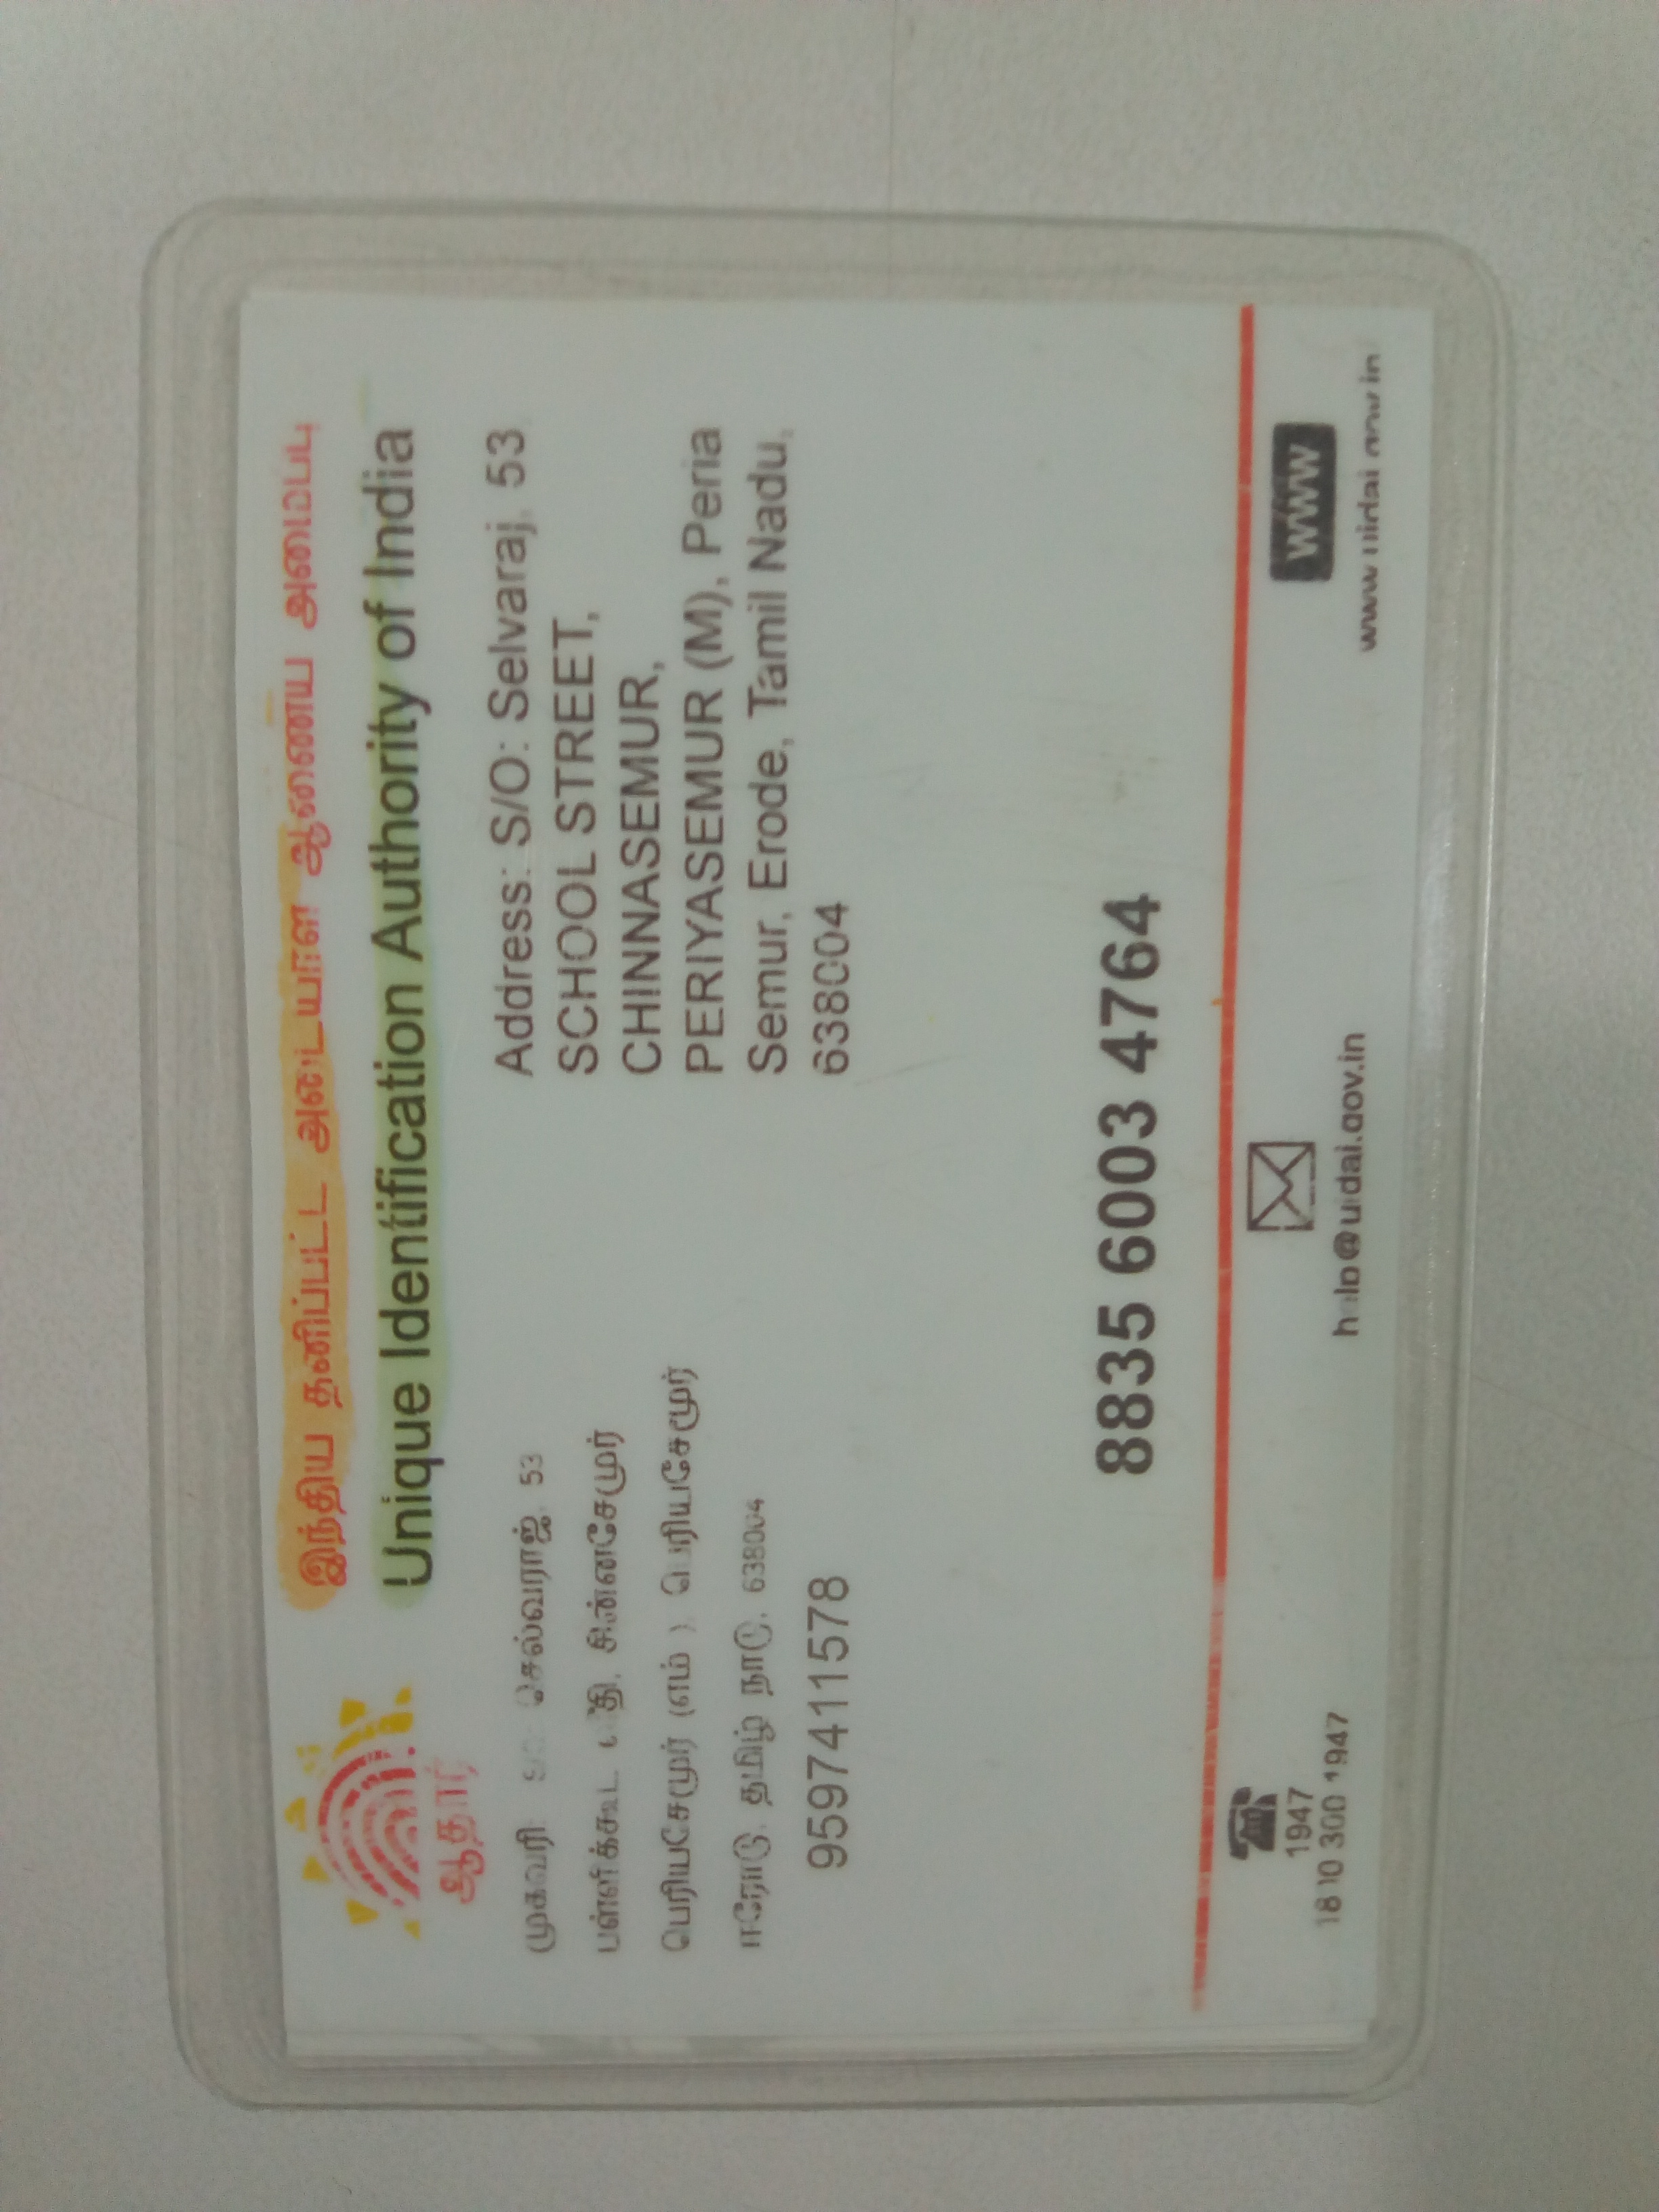 இந்திய தனிப்பட்ட அடையாள ஆணைய அமைப்பு
Unique Identification Authority of India
ஆதார்
முகவரி செல்வராஜ், 53
பள்ளிக்கூட வீதி, சின்னசேமுர்
பெரியசேமுர் (எம்), பெரியசேமுர்
ஈரோடு, தமிழ் நாடு, 638004
9597411578
Address: S/O: Selvaraj, 53
SCHOOL STREET,
CHINNASEMUR,
PERIYASEMUR (M), Peria
Semur, Erode, Tamil Nadu,
638004
8835 6003 4764
1947
1800 300 1947
help@uidai.gov.in
WWW
www.uidai.gov.in